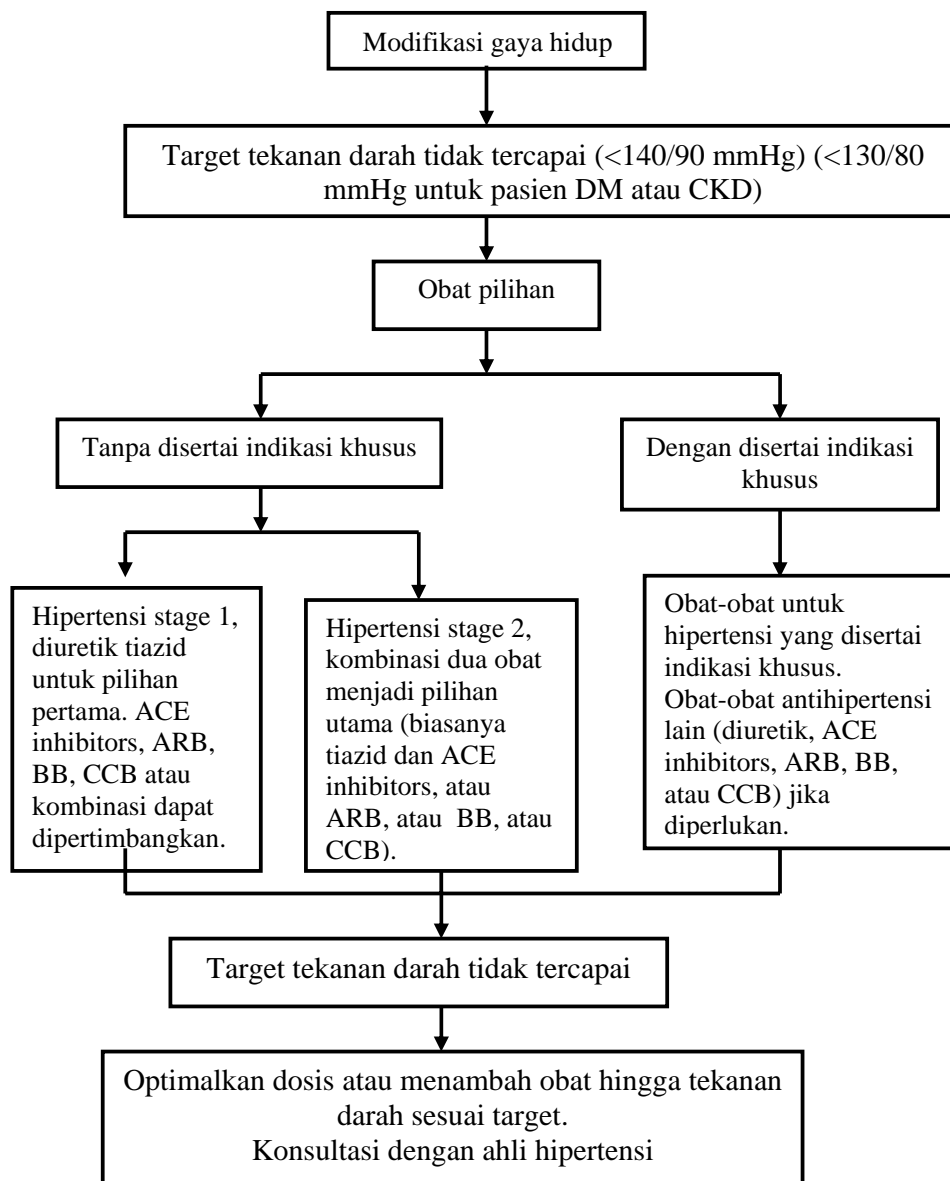 Modifikasi gaya hidup
Target tekanan darah tidak tercapai (<140/90 mmHg) (<130/80
mmHg untuk pasien DM atau CKD)
Obat pilihan
Tanpa disertai indikasi khusus
Dengan disertai indikasi
khusus
Hipertensi stage 1,
diuretik tiazid
untuk pilihan
pertama. ACE
inhibitors, ARB,
BB, CCB atau
kombinasi dapat
dipertimbangkan.
Hipertensi stage 2,
kombinasi dua obat
menjadi pilihan
utama (biasanya
tiazid dan ACE
inhibitors, atau
ARB, atau BB, atau
CCB).
Obat-obat untuk
hipertensi yang disertai
indikasi khusus.
Obat-obat antihipertensi
lain (diuretik, ACE
inhibitors, ARB, BB,
atau CCB) jika
diperlukan.
Target tekanan darah tidak tercapai
Optimalkan dosis atau menambah obat hingga tekanan
darah sesuai target.
Konsultasi dengan ahli hipertensi